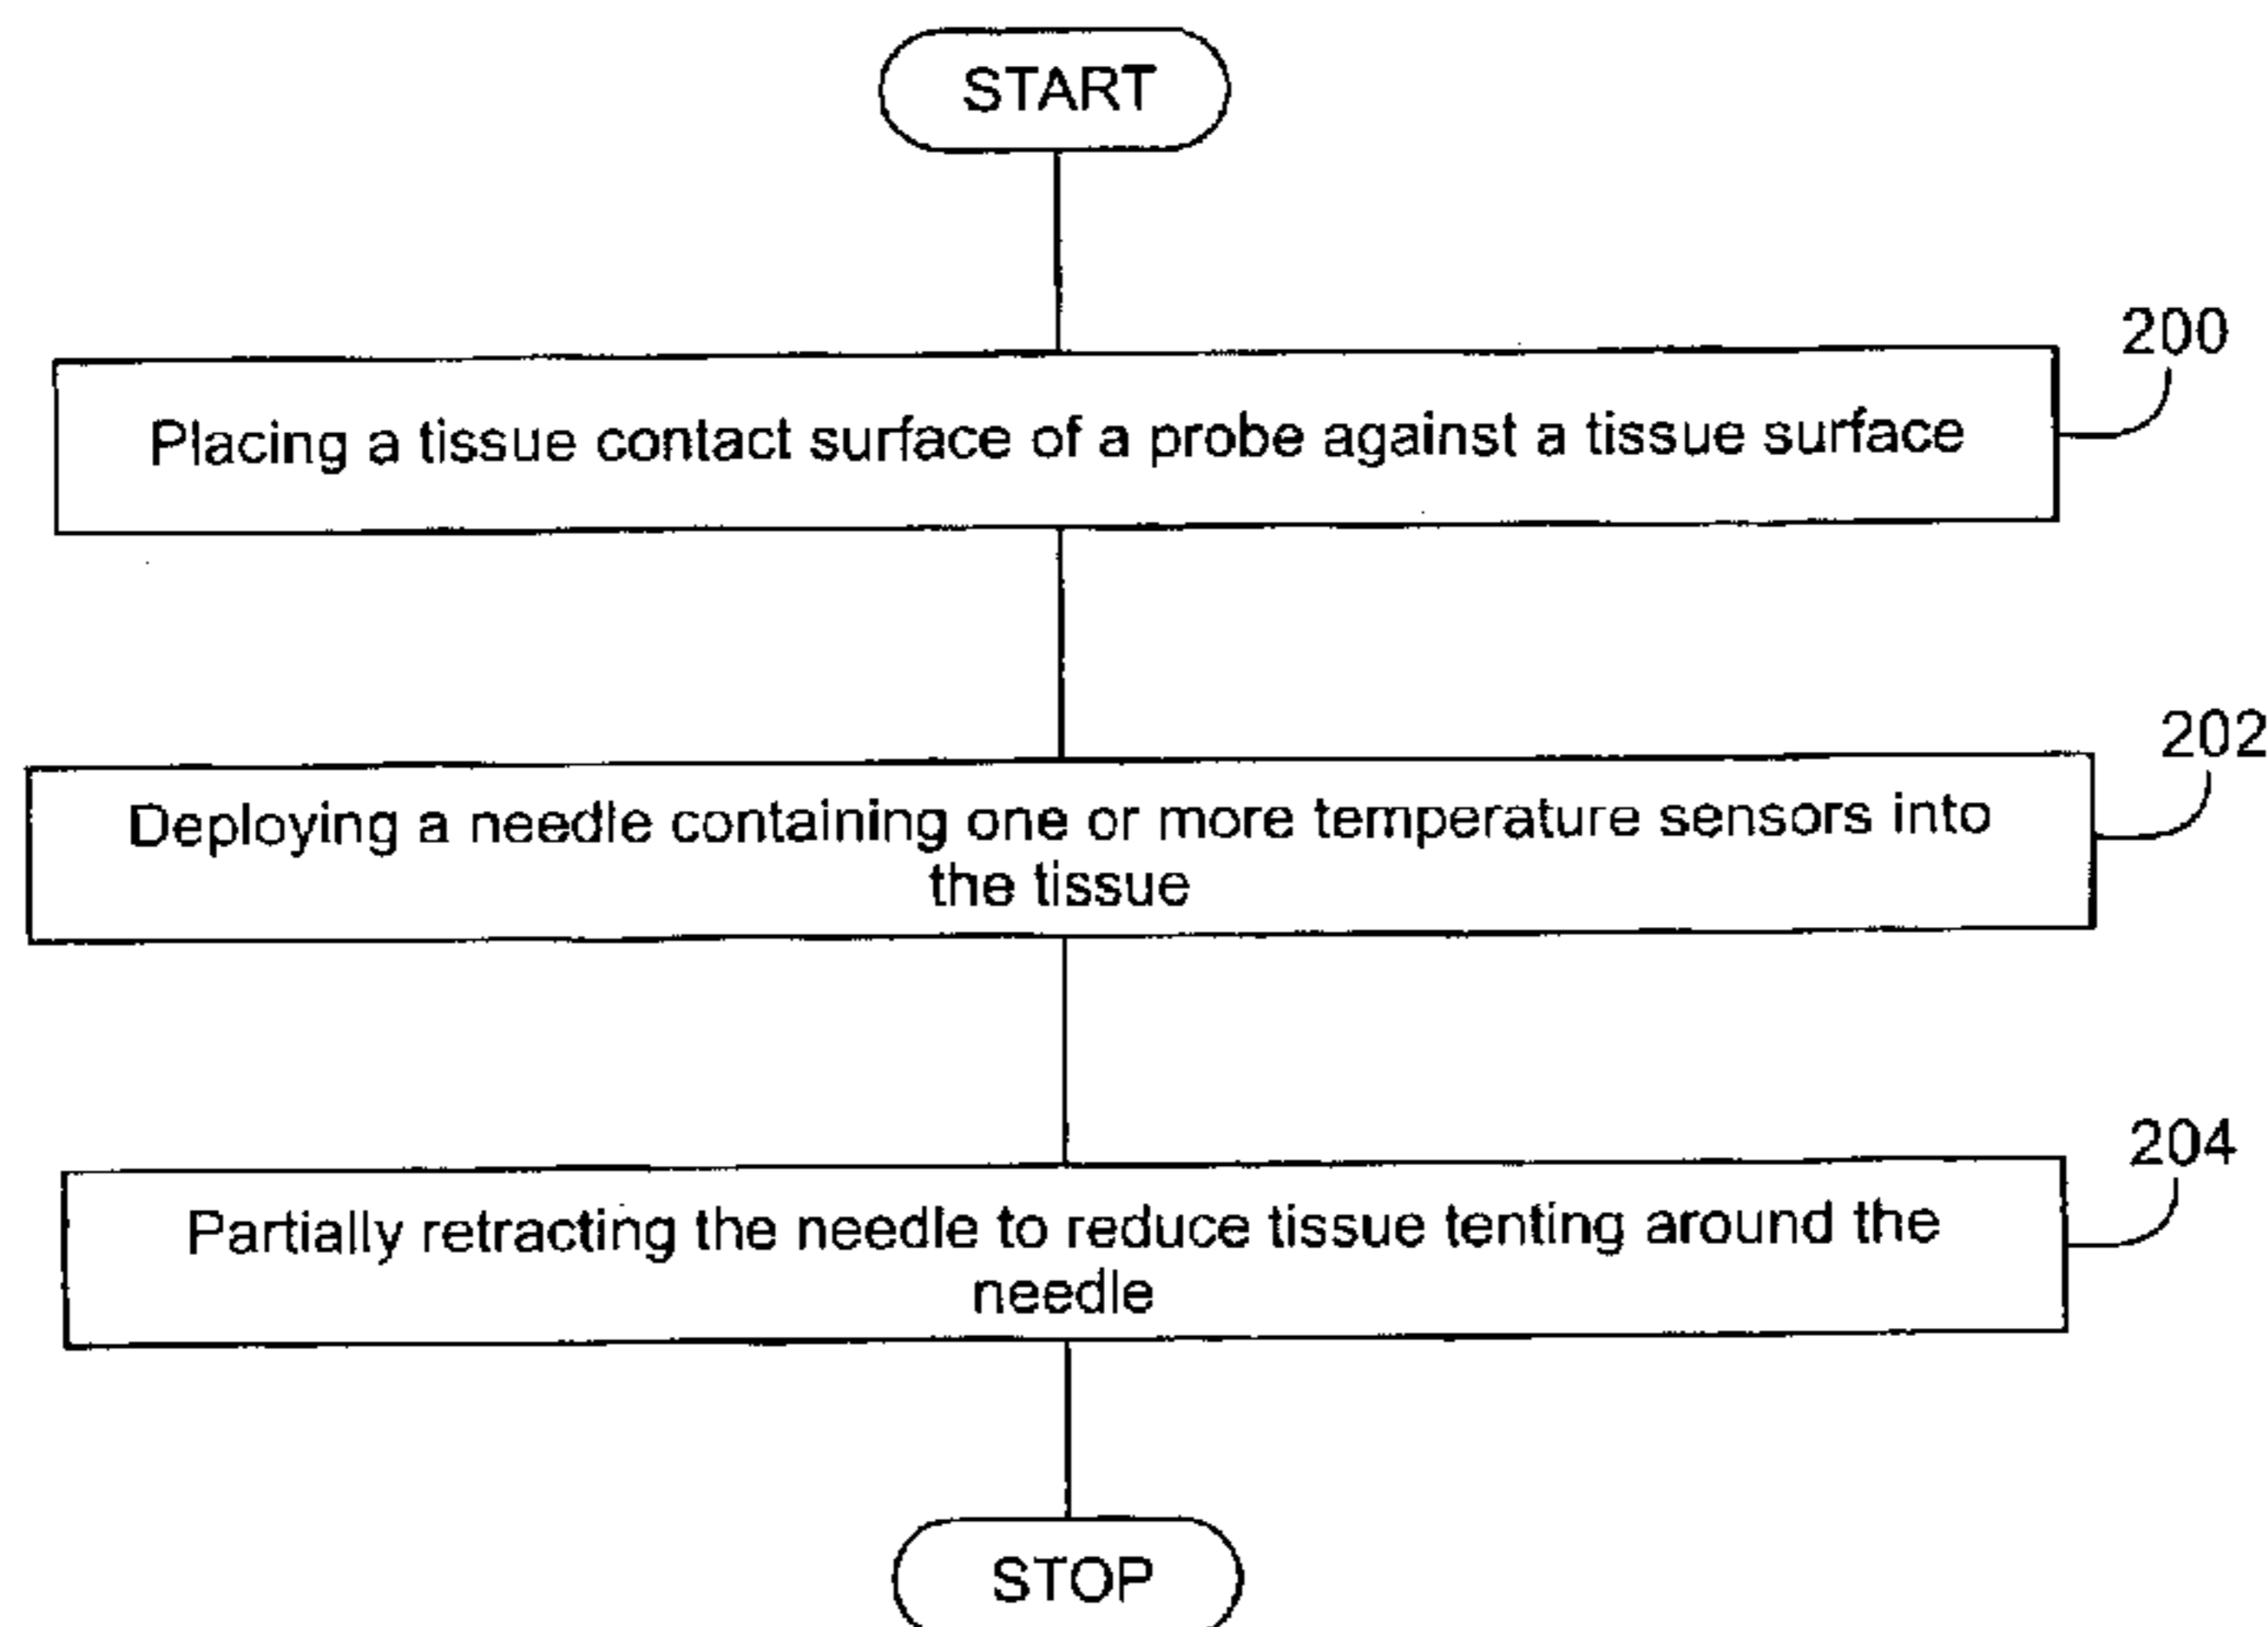 START
200
Placing a tissue contact surface of a probe against a tissue surface
202
Deploying a needle containing one or more temperature sensors into
the tissue
204
Partially retracting the needle to reduce tissue tenting around the
needle
STOP